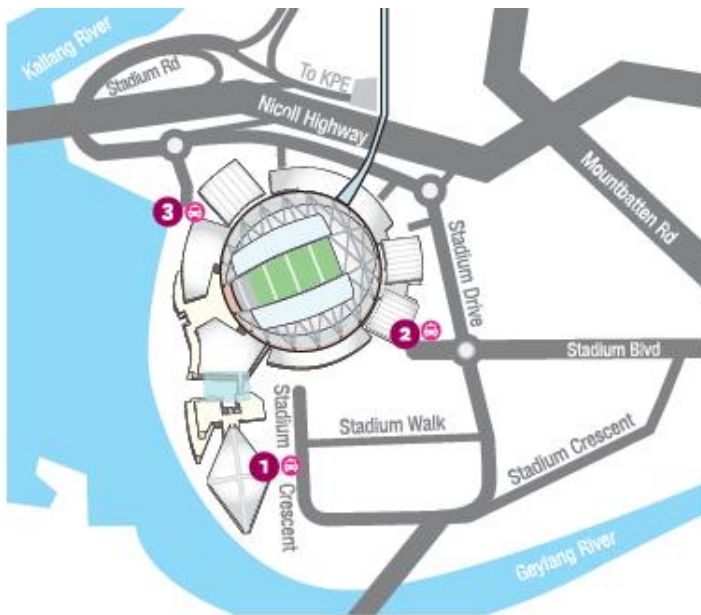 Kallang River
Stadium Rd
To KPE
Nicoll Highway
Mountbatten Rd
3
Stadium Drive
2
Stadium Blvd
Stadium Walk
Stadium Crescent
1
Stadium Crescent
Geylang River